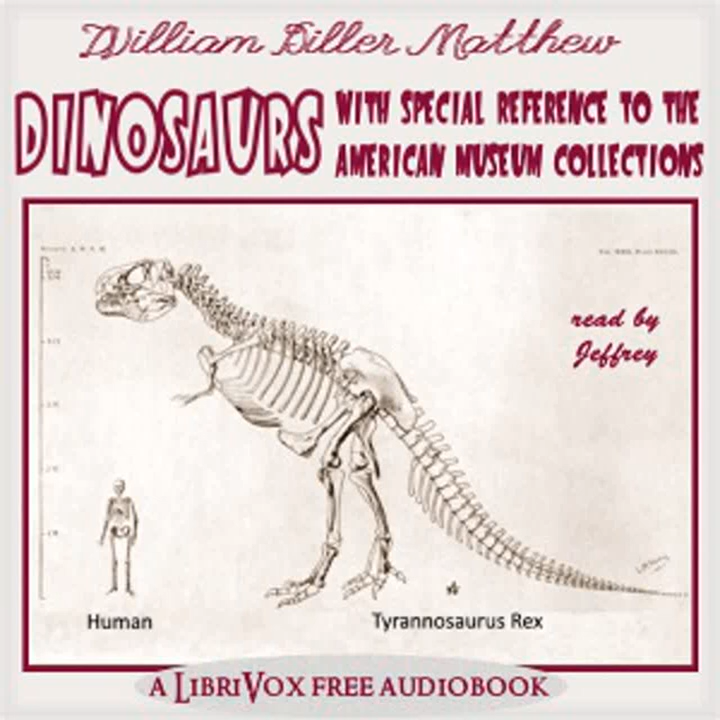 William Diller Matthew
DINOSAURS
WITH SPECIAL REFERENCE TO THE
AMERICAN MUSEUM COLLECTIONS
read by
Jeffrey
Human
Tyrannosaurus Rex
A LIBRIVOX FREE AUDIOBOOK